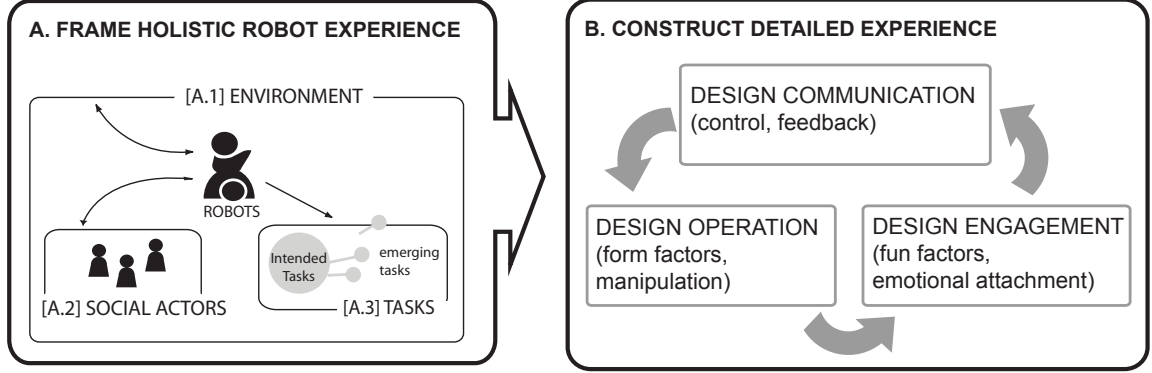 A. FRAME HOLISTIC ROBOT EXPERIENCE
[A.1] ENVIRONMENT
ROBOTS
[A.2] SOCIAL ACTORS
Intended
Tasks
emerging
tasks
[A.3] TASKS
B. CONSTRUCT DETAILED EXPERIENCE
DESIGN COMMUNICATION
(control, feedback)
DESIGN OPERATION
(form factors,
manipulation)
DESIGN ENGAGEMENT
(fun factors,
emotional attachment)